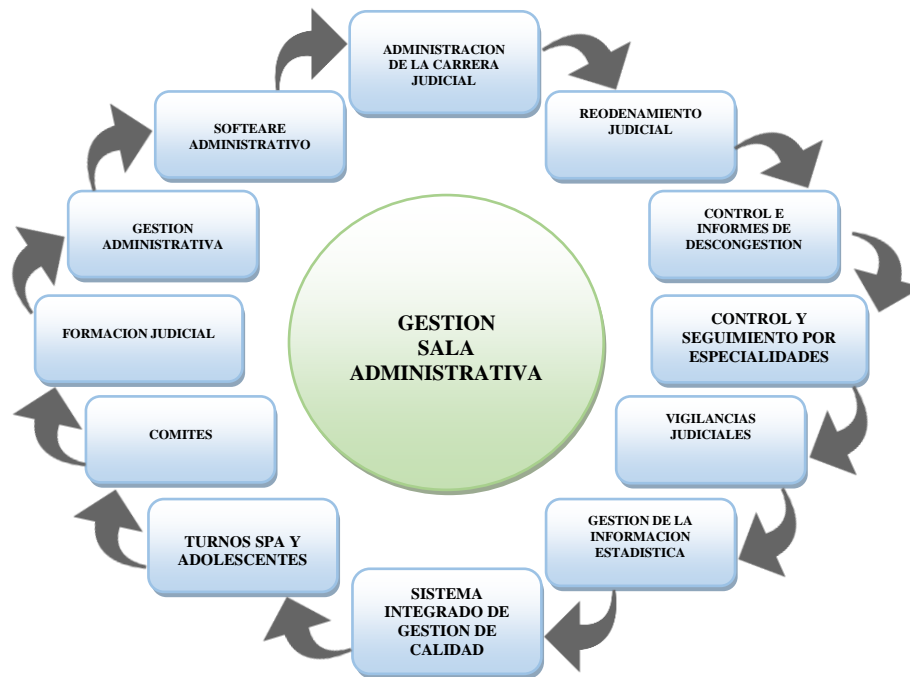 ADMINISTRACION
DE LA CARRERA
JUDICIAL
REODENAMIENTO
JUDICIAL
CONTROL E
INFORMES DE
DESCONGESTION
CONTROL Y
SEGUIMIENTO POR
ESPECIALIDADES
VIGILANCIAS
JUDICIALES
GESTION DE LA
INFORMACION
ESTADISTICA
SISTEMA
INTEGRADO DE
GESTION DE
CALIDAD
TURNOS SPA Y
ADOLESCENTES
COMITES
FORMACION JUDICIAL
GESTION
ADMINISTRATIVA
SOFTEARE
ADMINISTRATIVO
GESTION
SALA
ADMINISTRATIVA